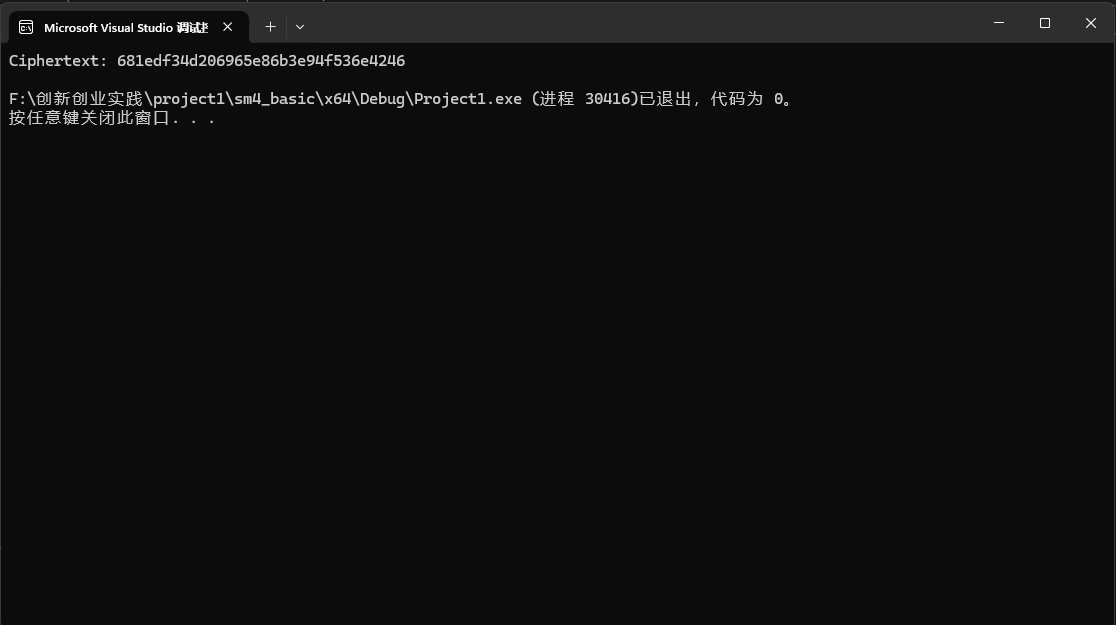 Microsoft Visual Studio 调试
Ciphertext: 681edf34d206965e86b3e94f536e4246
F:\创新创业实践\project1\sm4_basic\x64\Debug\Project1.exe (进程 30416)已退出，代码为 0。
按任意键关闭此窗口. . .